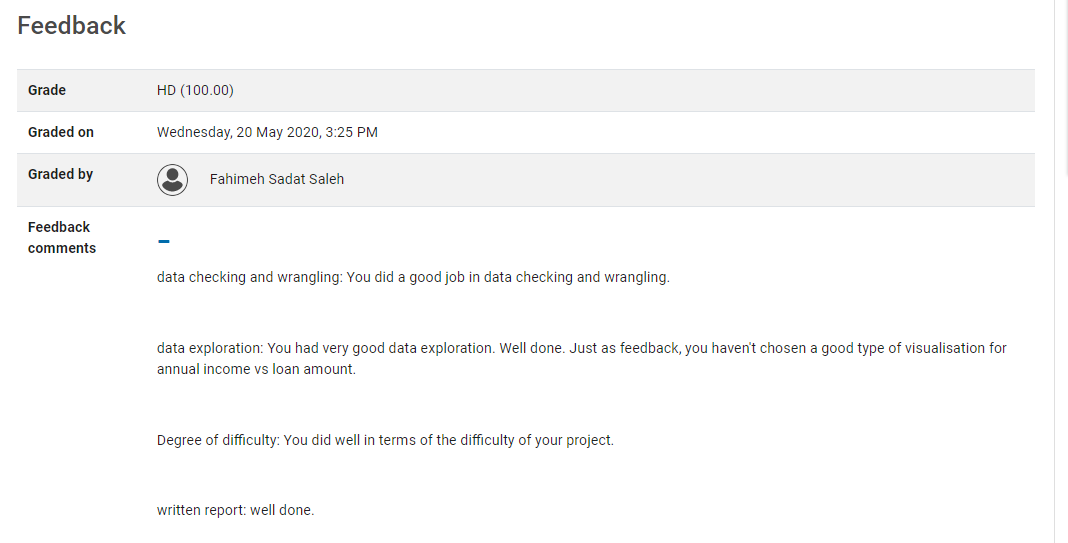 Feedback
Grade HD (100.00)
Graded on Wednesday, 20 May 2020, 3:25 PM
Graded by Fahimeh Sadat Saleh
Feedback comments
data checking and wrangling: You did a good job in data checking and wrangling.
data exploration: You had very good data exploration. Well done. Just as feedback, you haven't chosen a good type of visualisation for
annual income vs loan amount.
Degree of difficulty: You did well in terms of the difficulty of your project.
written report: well done.